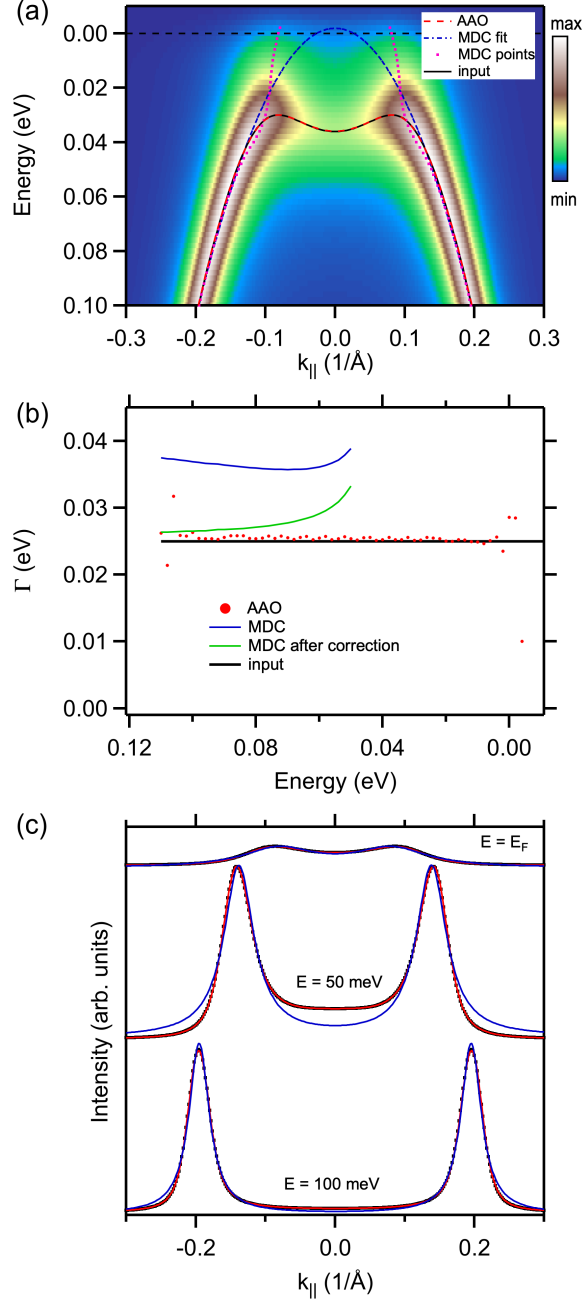 (a)
AAO
MDC fit
MDC points
input
max
min
Energy (eV)
0.00
0.02
0.04
0.06
0.08
0.10
-0.3
-0.2
-0.1
0.0
0.1
0.2
0.3
k|| (1/Å)
(b)
Γ (eV)
0.04
0.03
0.02
0.01
0.00
AAO
MDC
MDC after correction
input
0.12
0.08
0.04
0.00
Energy (eV)
(c)
Intensity (arb. units)
E = EF
E = 50 meV
E = 100 meV
-0.2
0.0
0.2
k|| (1/Å)